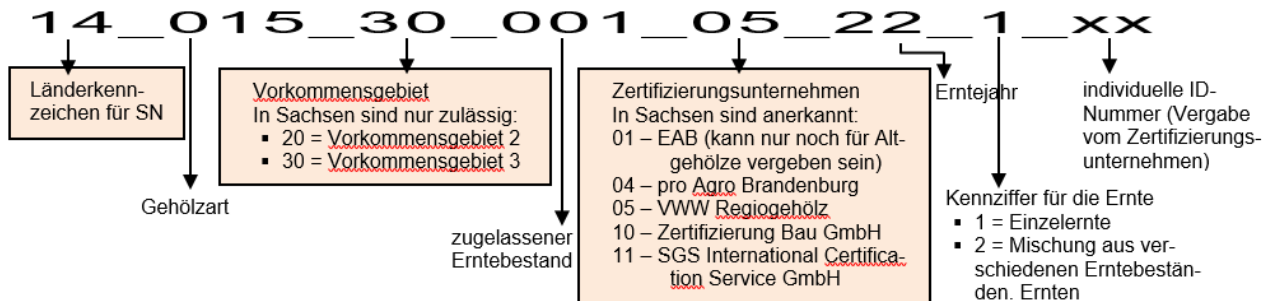 14_015_30_001_05_22_1_xx
Länderkenn-
zeichen für SN
Gehölzart
Vorkommensgebiet
In Sachsen sind nur zulässig:
▪ 20 = Vorkommensgebiet 2
▪ 30 = Vorkommensgebiet 3
zugelassener
Erntebestand
Zertifizierungsunternehmen
In Sachsen sind anerkannt:
01 – EAB (kann nur noch für Alt-
gehölze vergeben sein)
04 – pro Agro Brandenburg
05 – VWW Regiogehölz
10 – Zertifizierung Bau GmbH
11 – SGS International Certifica-
tion Service GmbH
Erntejahr
Kennziffer für die Ernte
▪ 1 = Einzelernte
▪ 2 = Mischung aus ver-
schiedenen Erntebestän-
den, Ernten
individuelle ID-
Nummer (Vergabe
vom Zertifizierungs-
unternehmen)